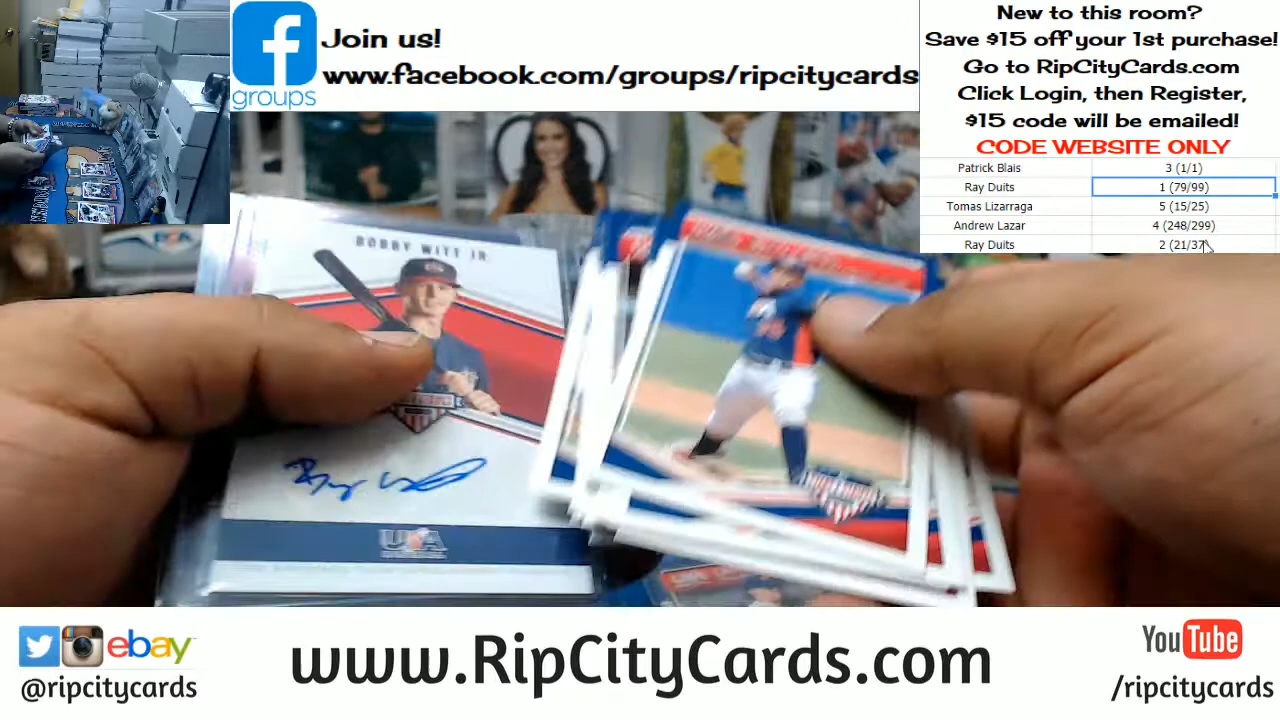 Join us!
www.facebook.com/groups/ripcitycards
groups
New to this room?
Save $15 off your 1st purchase!
Go to RipCityCards.com
Click Login, then Register,
$15 code will be emailed!
CODE WEBSITE ONLY
Patrick Blais 3 (1/1)
Ray Duits 1 (79/99)
Tomas Lizarraga 5 (15/25)
Andrew Lazar 4 (248/299)
Ray Duits 2 (21/37
BOBBY WITT JR.
USA
ebay
@ripcitycards
www.RipCityCards.com
YouTube
/ripcitycards